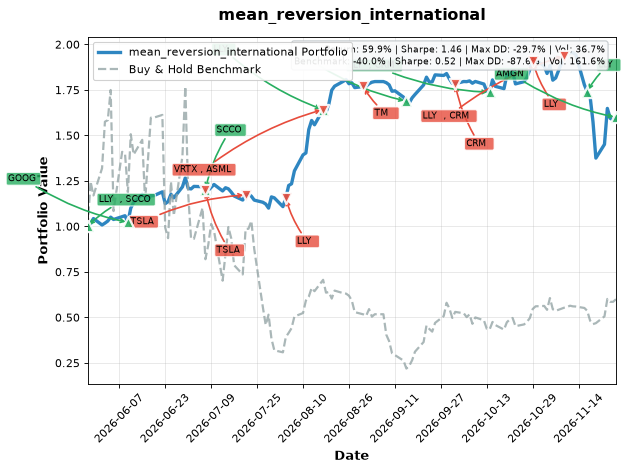 mean_reversion_international
mean_reversion_international Portfolio
Buy & Hold Benchmark
59.9% | Sharpe: 1.46 | Max DD: -29.7% | Vol: 36.7%
-40.0% | Sharpe: 0.52 | Max DD: -87.6% | Vol: 161.6%
2.00
1.75
1.50
1.25
1.00
0.75
0.50
0.25
Portfolio Value
GOOG
LLY , SCCO
TSLA
VRTX , ASML
SCCO
TSLA
LLY
TM
LLY , CRM
CRM
AMGN
LLY
2026-06-07
2026-06-23
2026-07-09
2026-07-25
2026-08-10
2026-08-26
2026-09-11
2026-09-27
2026-10-13
2026-10-29
2026-11-14
Date